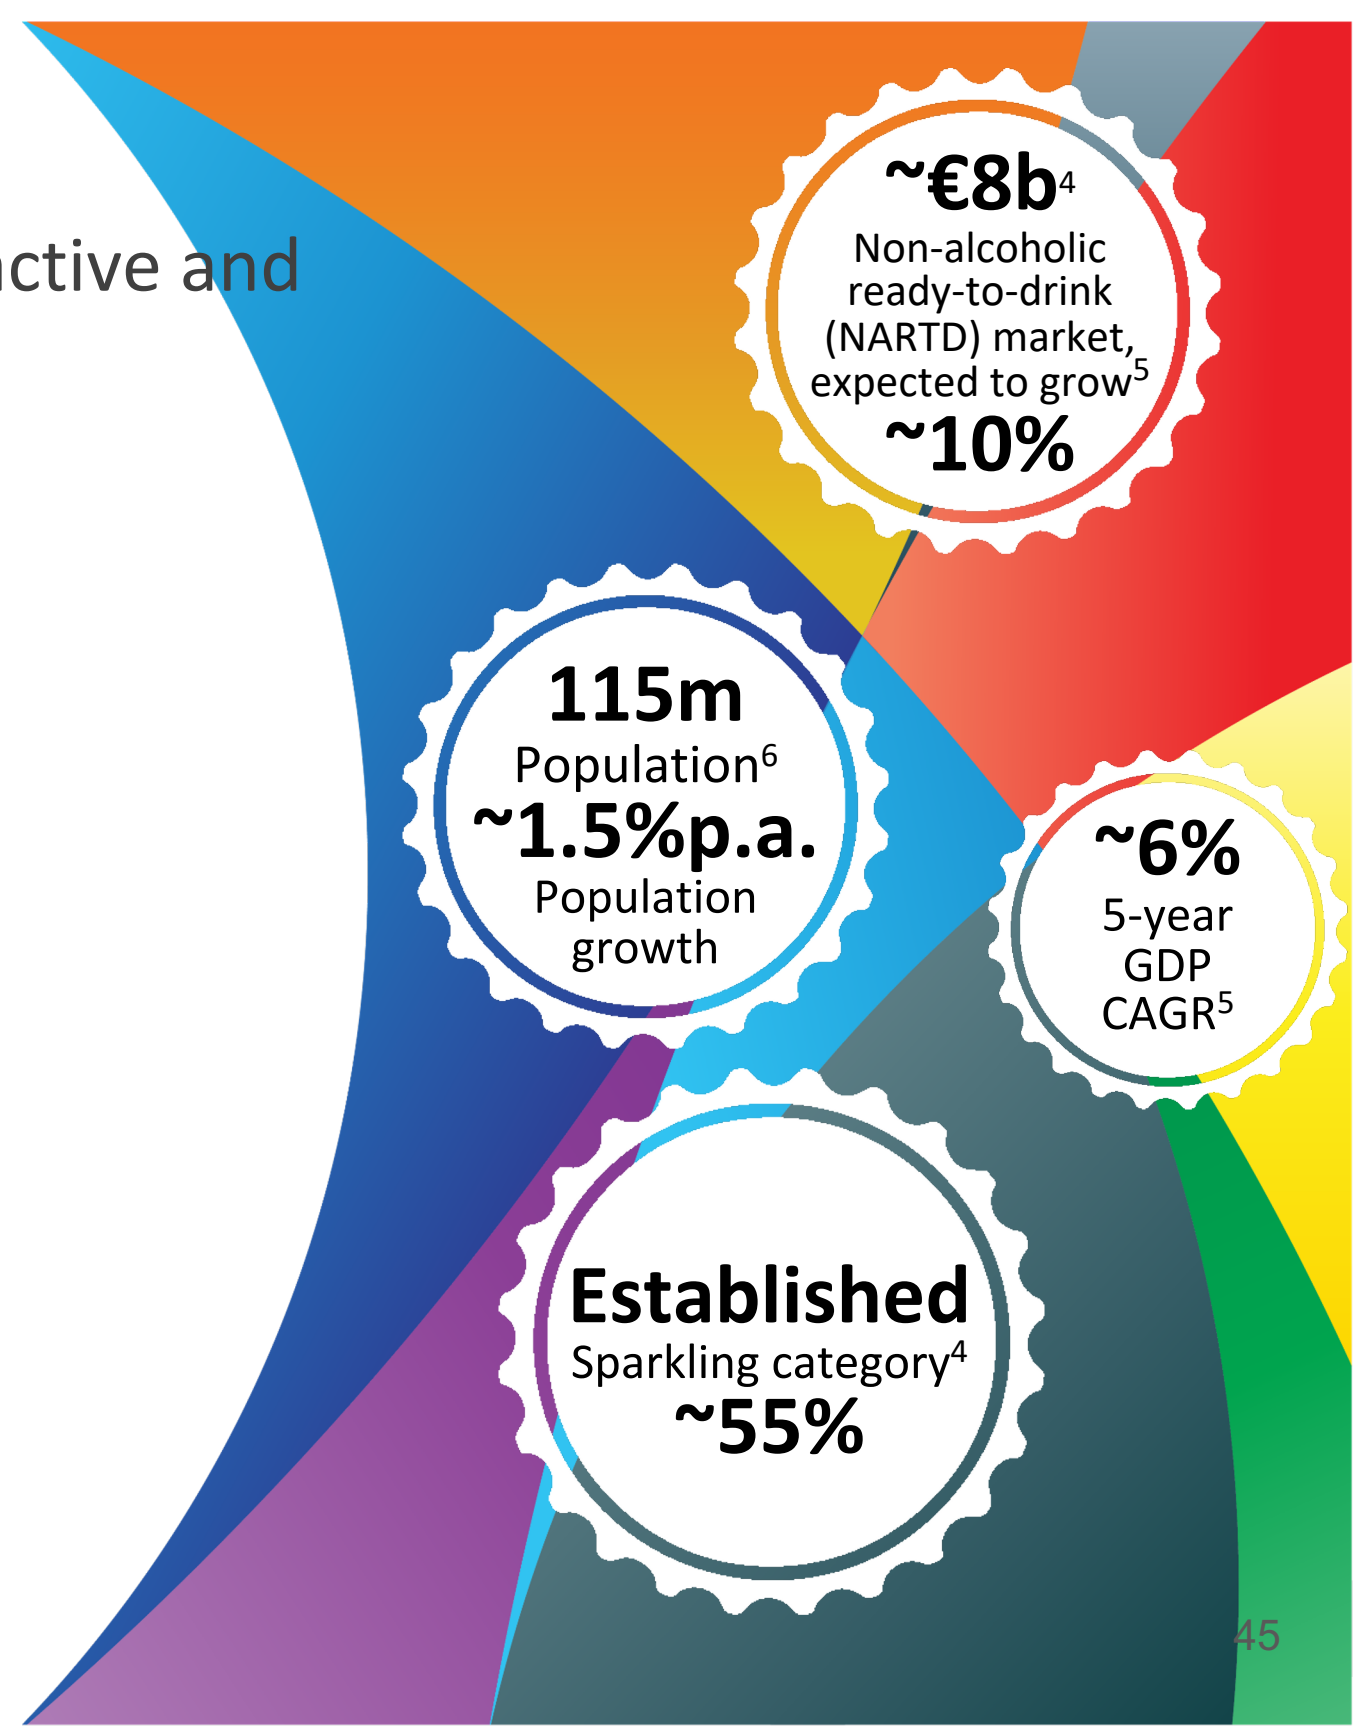 active and
~€8b4
Non-alcoholic
ready-to-drink
(NARTD) market,
expected to grow5
~10%
115m
Population6
~1.5%p.a.
Population
growth
~6%
5-year
GDP
CAGR5
Established
Sparkling category4
~55%
45